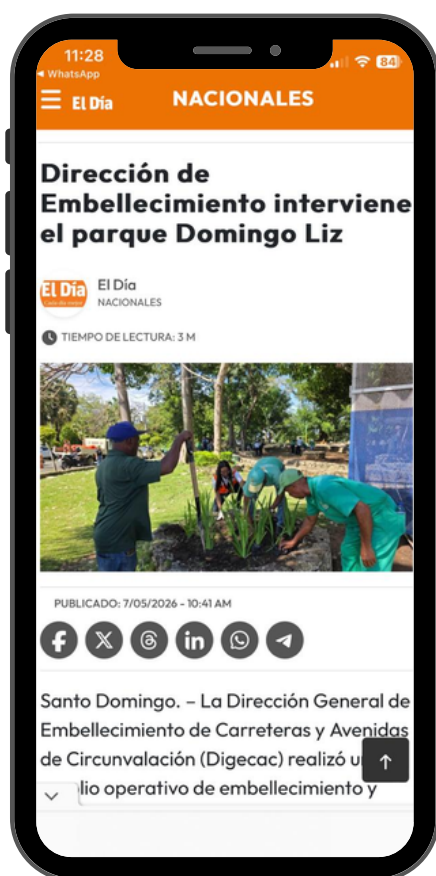 11:28
84
WhatsApp
El Día
NACIONALES
Dirección de
Embellecimiento interviene
el parque Domingo Liz
El Día
El Día
NACIONALES
TIEMPO DE LECTURA: 3 M
PUBLICADO: 7/05/2026 - 10:41 AM
Santo Domingo. – La Dirección General de
Embellecimiento de Carreteras y Avenidas
de Circunvalación (Digecac) realizó
operativo de embellecimiento y